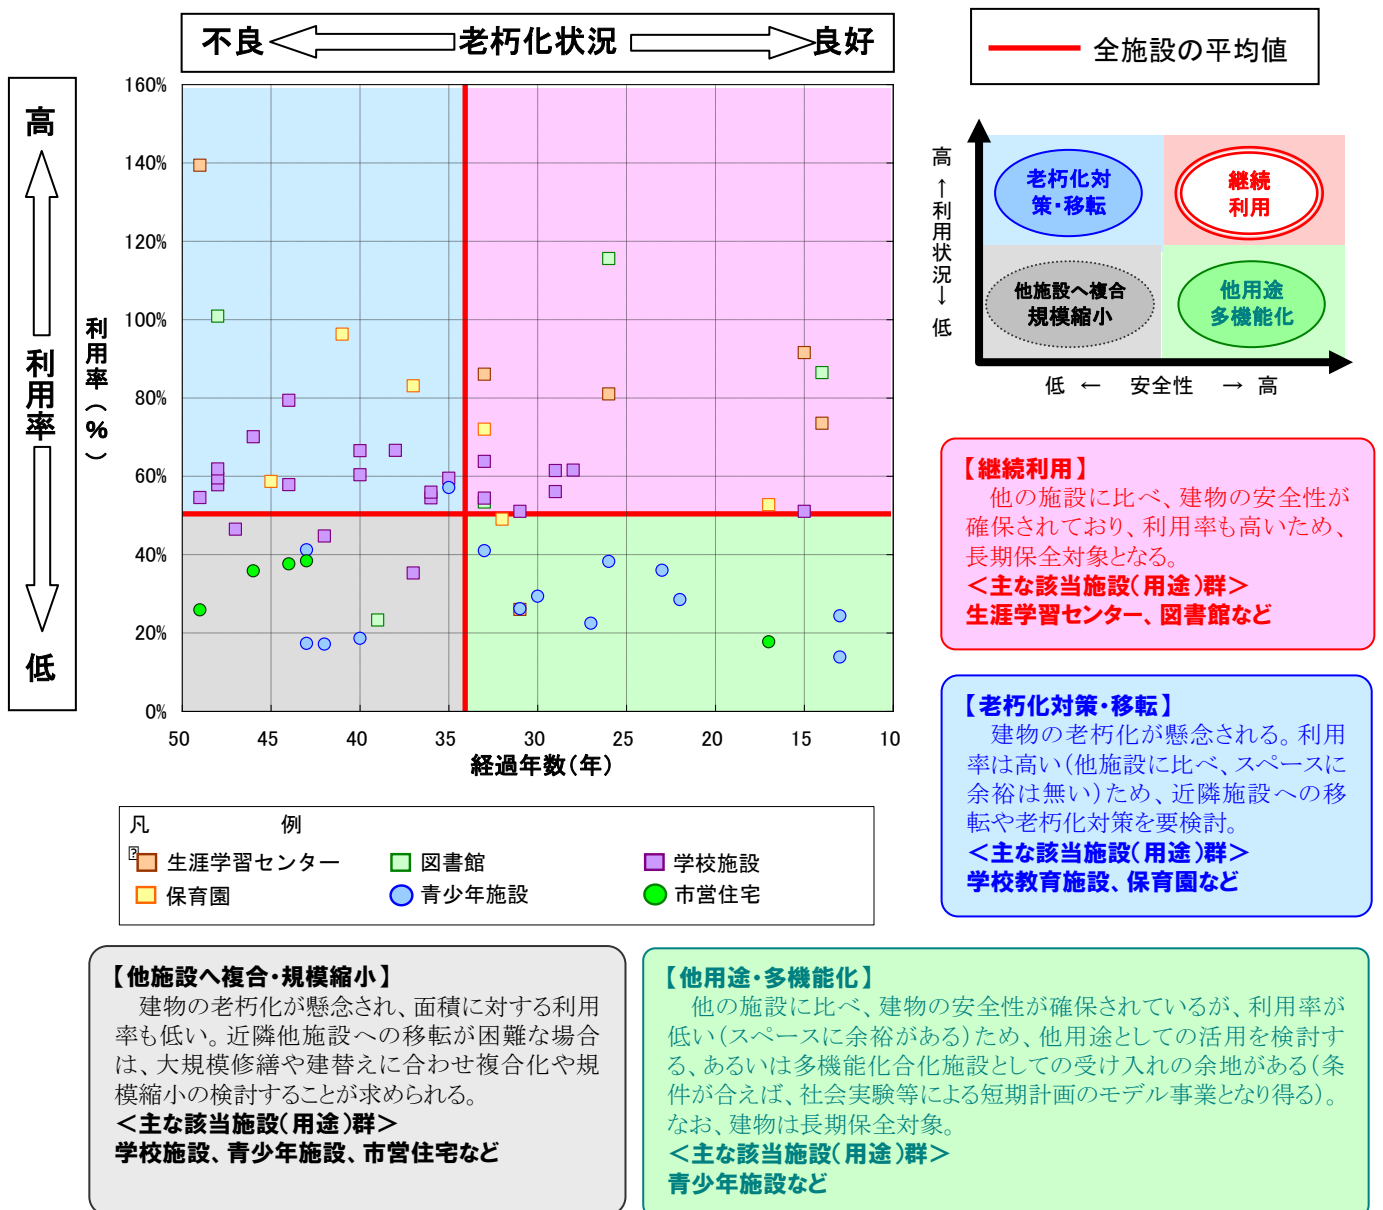 不良 老朽化状況 良好
全施設の平均値
高
利用率
低
利用率(%)
160%
140%
120%
100%
80%
60%
40%
20%
0%
50 45 40 35 30 25 20 15 10
経過年数(年)
高 ←利用状況→ 低
老朽化対
策・移転
継続
利用
他施設へ複合
規模縮小
他用途
多機能化
低 ← 安全性 → 高
凡 例
生涯学習センター 図書館 学校施設
保育園 青少年施設 市営住宅
【継続利用】
他の施設に比べ、建物の安全性が
確保されており、利用率も高いため、
長期保全対象となる。
<主な該当施設(用途)群>
生涯学習センター、図書館など
【老朽化対策・移転】
建物の老朽化が懸念される。利用
率は高い(他施設に比べ、スペースに
余裕は無い)ため、近隣施設への移
転や老朽化対策を要検討。
<主な該当施設(用途)群>
学校教育施設、保育園など
【他施設へ複合・規模縮小】
建物の老朽化が懸念され、面積に対する利用
率も低い。近隣他施設への移転が困難な場合
は、大規模修繕や建替えに合わせ複合化や規
模縮小の検討することが求められる。
<主な該当施設(用途)群>
学校施設、青少年施設、市営住宅など
【他用途・多機能化】
他の施設に比べ、建物の安全性が確保されているが、利用率が
低い(スペースに余裕がある)ため、他用途としての活用を検討す
る、あるいは多機能化合化施設としての受け入れの余地がある(条
件が合えば、社会実験等による短期計画のモデル事業となり得る)。
なお、建物は長期保全対象。
<主な該当施設(用途)群>
青少年施設など